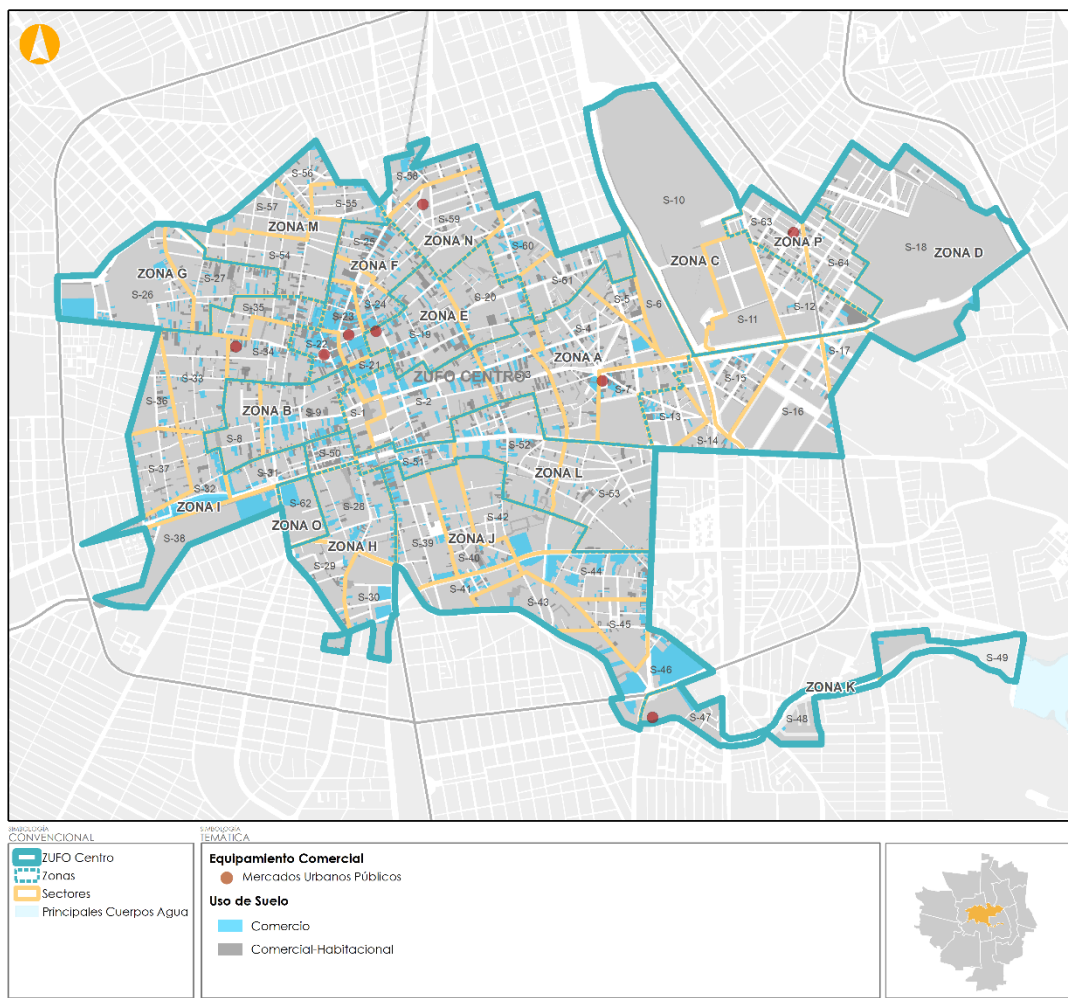 S-56
S-58
S-57
S-55
S-10
S-59
S-63
ZONA M
ZONA N
ZONA P
S-25
S-60
S-18
ZONA D
S-54
ZONA G
ZONA F
ZONA C
S-64
S-27
S-61
S-26
S-20
S-5
S-6
S-35
S-24
S-12
S-23
ZONA E
S-11
S-19
S-4
S-22
S-34
S-17
ZONA A
S-21
S-33
ZUFO CENTRO
S-3
S-15
S-7
S-36
S-2
ZONA B
S-9
S-1
S-16
S-13
S-8
S-14
S-52
S-50
S-51
S-37
S-31
ZONA L
S-32
S-53
ZONA I
S-62
S-28
S-42
ZONA O
S-38
ZONA J
S-39
ZONA H
S-40
S-29
S-44
S-41
S-30
S-43
S-45
S-49
S-46
ZONA K
S-47
S-48
SIMBOLOGÍA
CONVENCIONAL
ZUFO Centro
Zonas
Sectores
Principales Cuerpos Agua
SIMBOLOGÍA
TEMATICA
Equipamiento Comercial
Mercados Urbanos Públicos
Uso de Suelo
Comercio
Comercial-Habitacional